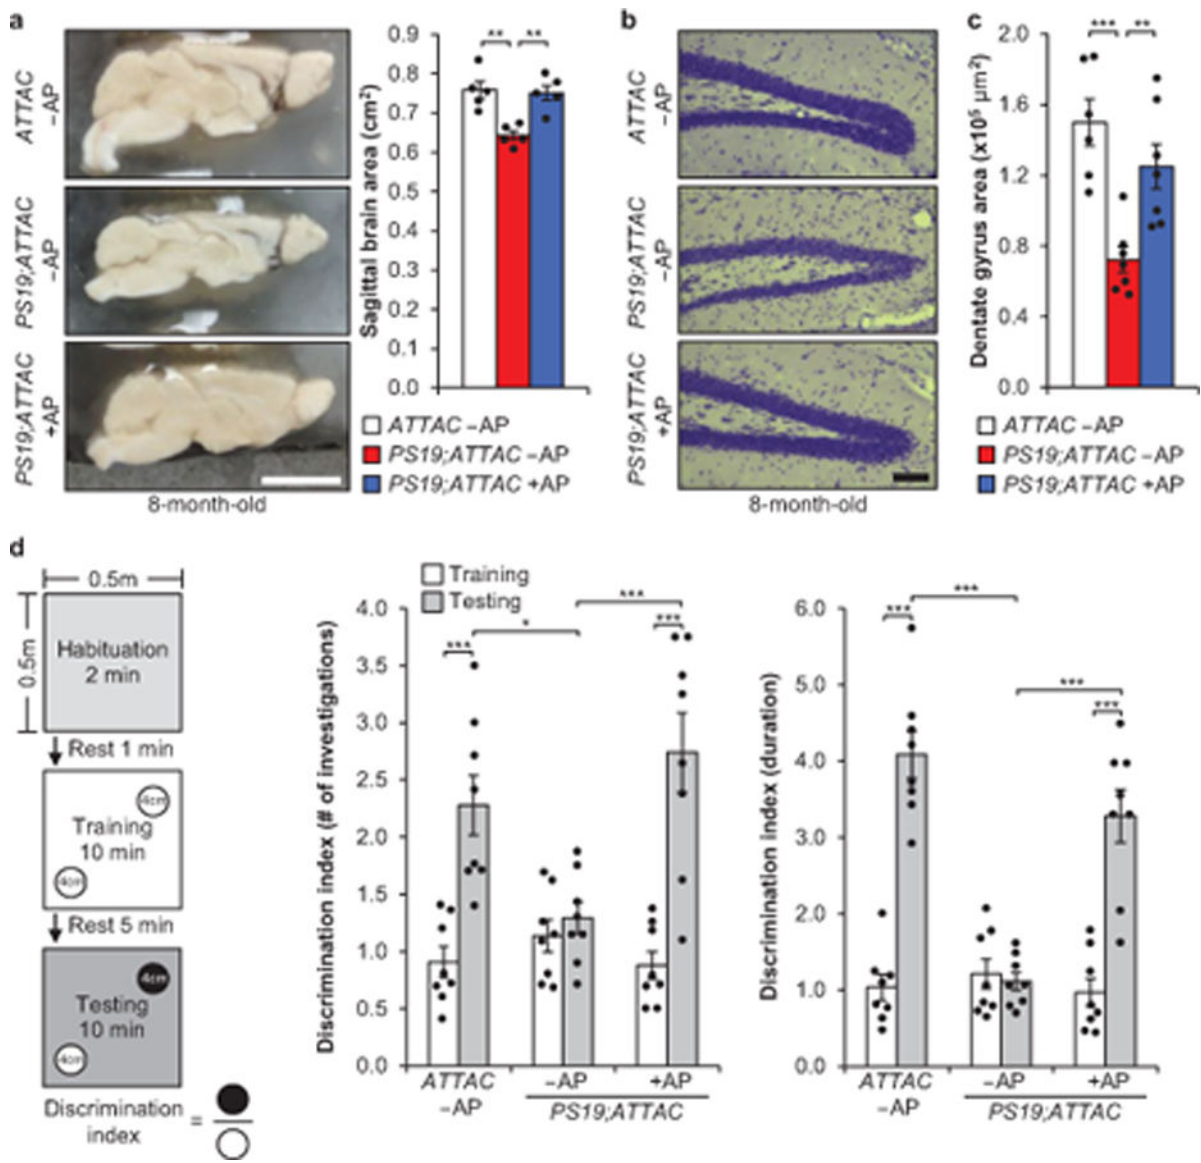 a
ATTAC
–AP
PS19;ATTAC
–AP
PS19;ATTAC
+AP
8-month-old
Sagittal brain area (cm²)
0.9
0.8
0.7
0.6
0.5
0.4
0.3
0.2
0.1
0.0
** **
ATTAC –AP
PS19;ATTAC –AP
PS19;ATTAC +AP
b
ATTAC
–AP
PS19;ATTAC
–AP
PS19;ATTAC
+AP
8-month-old
c
Dentate gyrus area (x10⁵ µm²)
2.0
1.6
1.2
0.8
0.4
0.0
*** **
ATTAC –AP
PS19;ATTAC –AP
PS19;ATTAC +AP
d
0.5m
0.5m
Habituation
2 min
Rest 1 min
4cm
Training
10 min
4cm
Rest 5 min
4cm
Testing
10 min
4cm
Discrimination
index
=
Training
Testing
Discrimination index (# of investigations)
4.0
3.5
3.0
2.5
2.0
1.5
1.0
0.5
0.0
***
*
***
***
ATTAC
–AP
–AP
+AP
PS19;ATTAC
Discrimination index (duration)
6.0
5.0
4.0
3.0
2.0
1.0
0.0
***
***
***
***
ATTAC
–AP
–AP
+AP
PS19;ATTAC